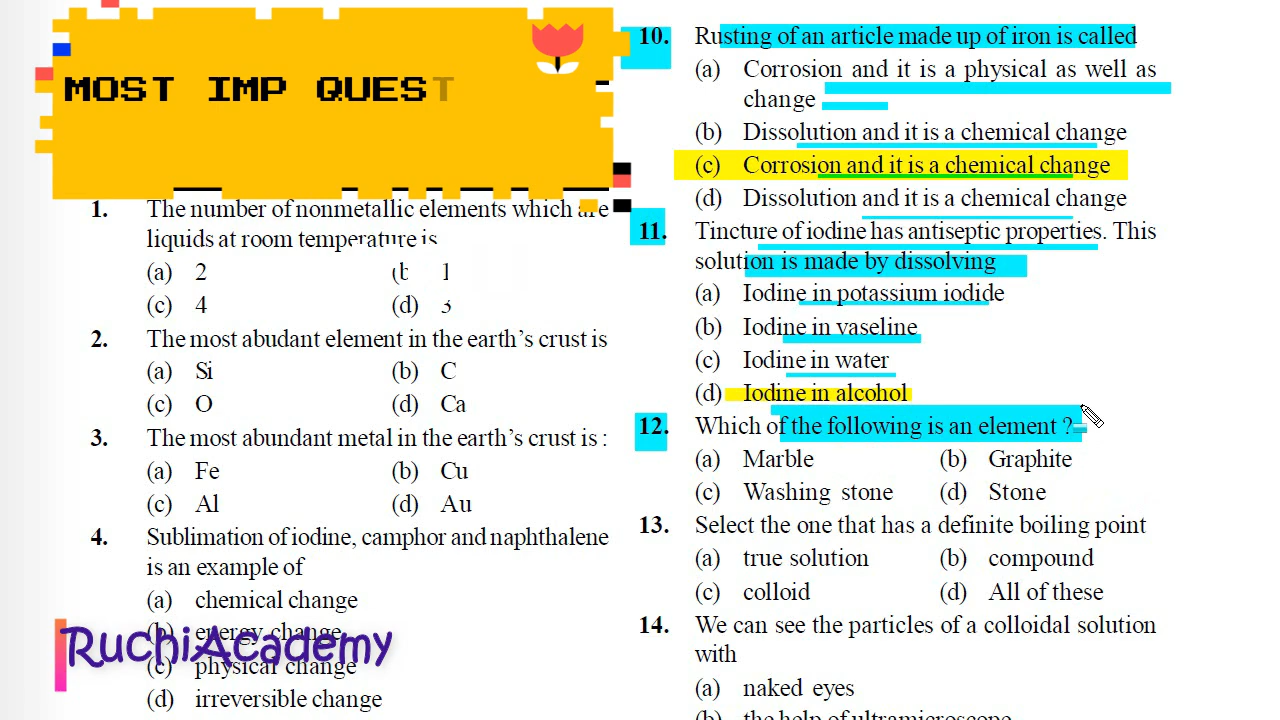 MOST IMP QUEST
1. The number of nonmetallic elements which are
liquids at room temperature is
(a) 2 (b 1
(c) 4 (d) 3
2. The most abudant element in the earth’s crust is
(a) Si (b) C
(c) O (d) Ca
3. The most abundant metal in the earth’s crust is :
(a) Fe (b) Cu
(c) Al (d) Au
4. Sublimation of iodine, camphor and naphthalene
is an example of
(a) chemical change
(b) energy change
(c) physical change
(d) irreversible change
RuchiAcademy
10. Rusting of an article made up of iron is called
(a) Corrosion and it is a physical as well as
change
(b) Dissolution and it is a chemical change
(c) Corrosion and it is a chemical change
(d) Dissolution and it is a chemical change
11. Tincture of iodine has antiseptic properties. This
solution is made by dissolving
(a) Iodine in potassium iodide
(b) Iodine in vaseline
(c) Iodine in water
(d) Iodine in alcohol
12. Which of the following is an element ?
(a) Marble (b) Graphite
(c) Washing stone (d) Stone
13. Select the one that has a definite boiling point
(a) true solution (b) compound
(c) colloid (d) All of these
14. We can see the particles of a colloidal solution
with
(a) naked eyes
(b) the help of ultramicroscope